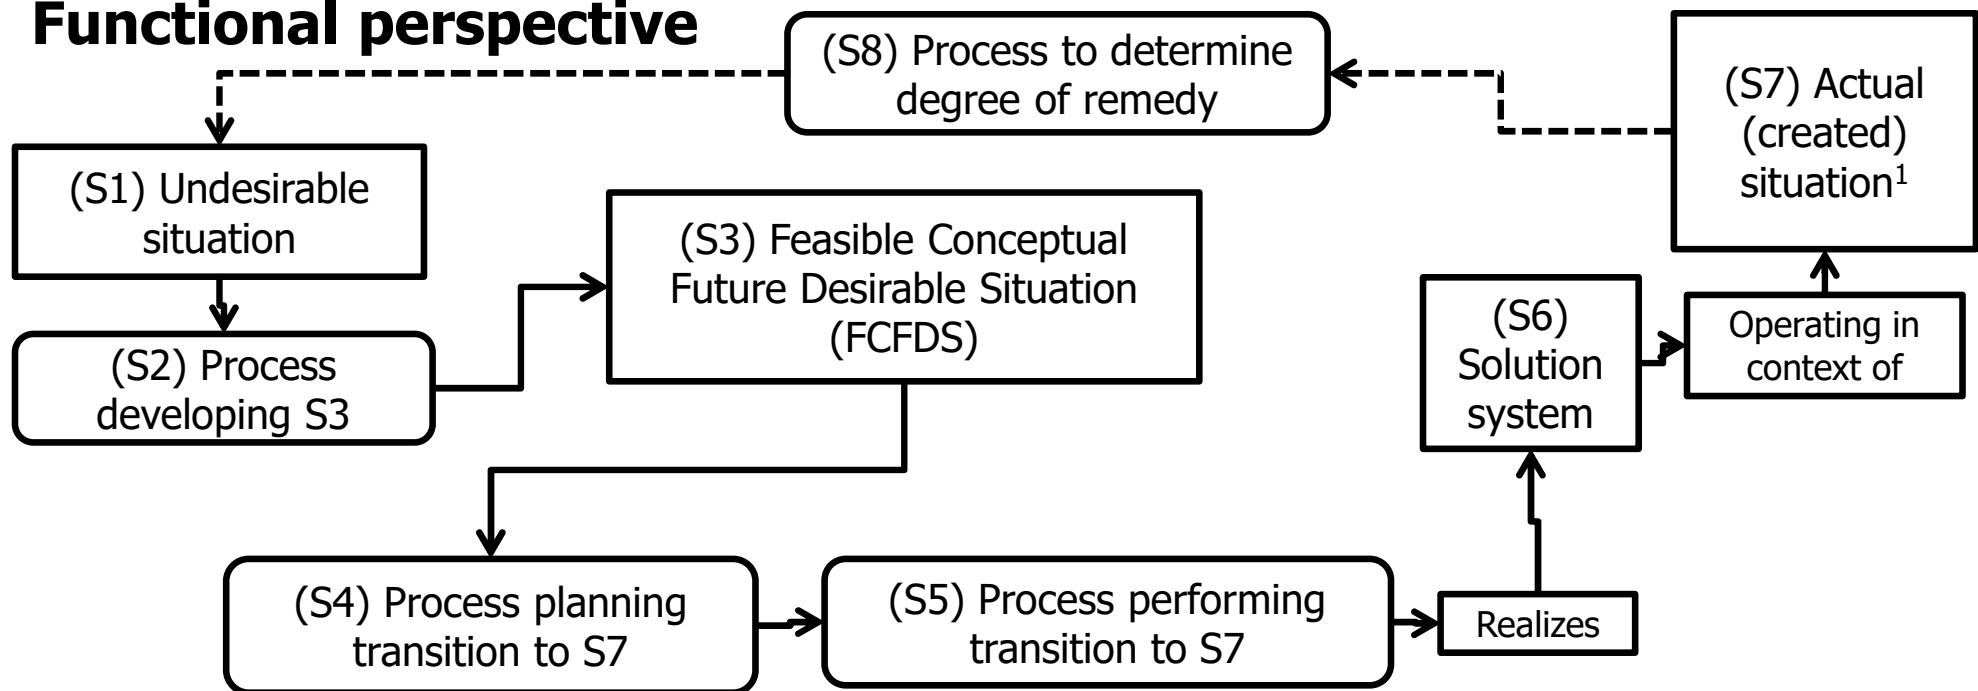 Functional perspective
(S8) Process to determine
degree of remedy
(S7) Actual
(created)
situation¹
(S1) Undesirable
situation
(S3) Feasible Conceptual
Future Desirable Situation
(FCFDS)
(S2) Process
developing S3
(S6)
Solution
system
Operating in
context of
(S4) Process planning
transition to S7
(S5) Process performing
transition to S7
Realizes